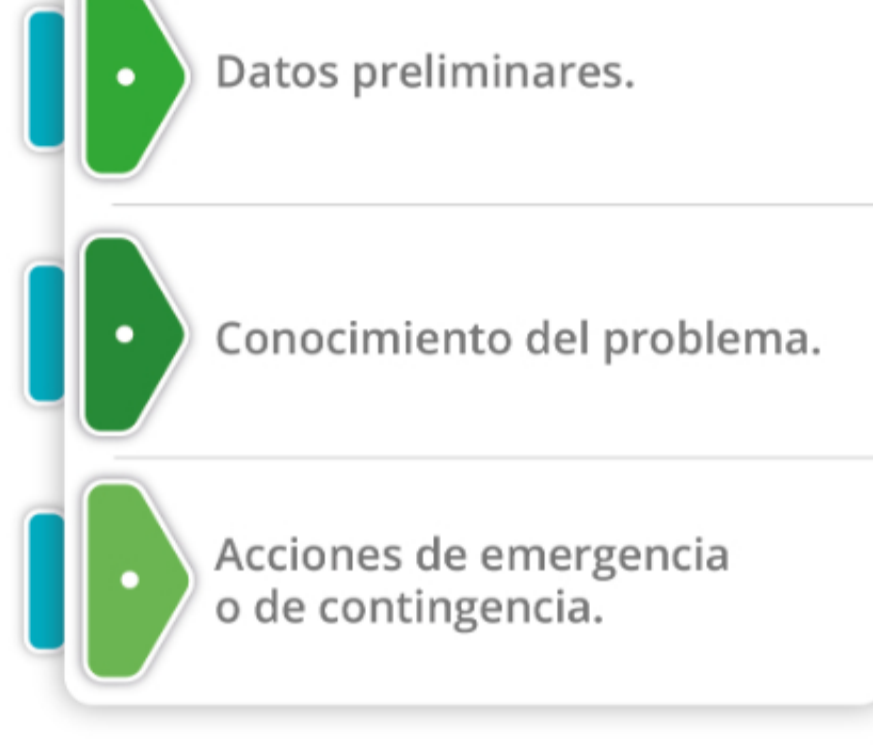 Datos preliminares.
Conocimiento del problema.
Acciones de emergencia
o de contingencia.